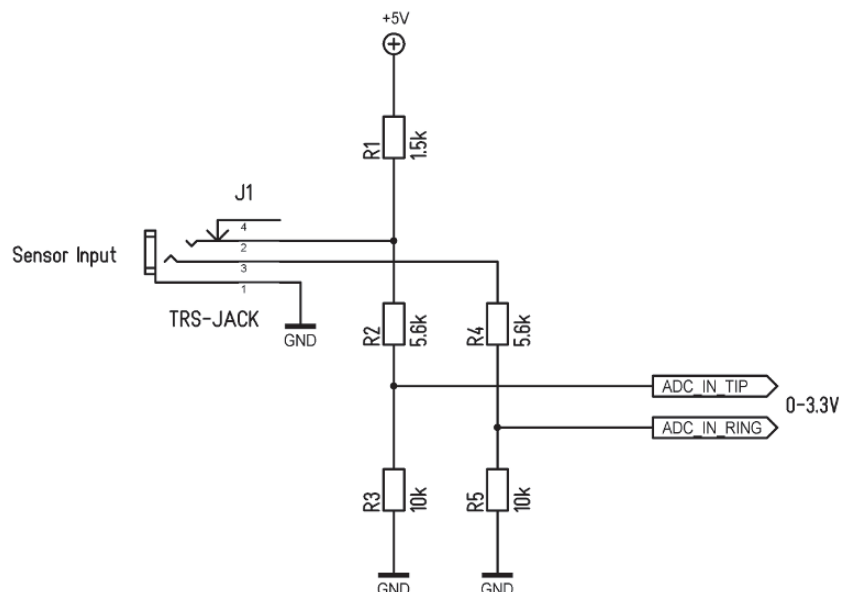 +5V
R1
1.5k
J1
4
2
Sensor Input
3
1
TRS-JACK
GND
R2
5.6k
R4
5.6k
ADC_IN_TIP
0-3.3V
ADC_IN_RING
R3
10k
R5
10k
GND
GND